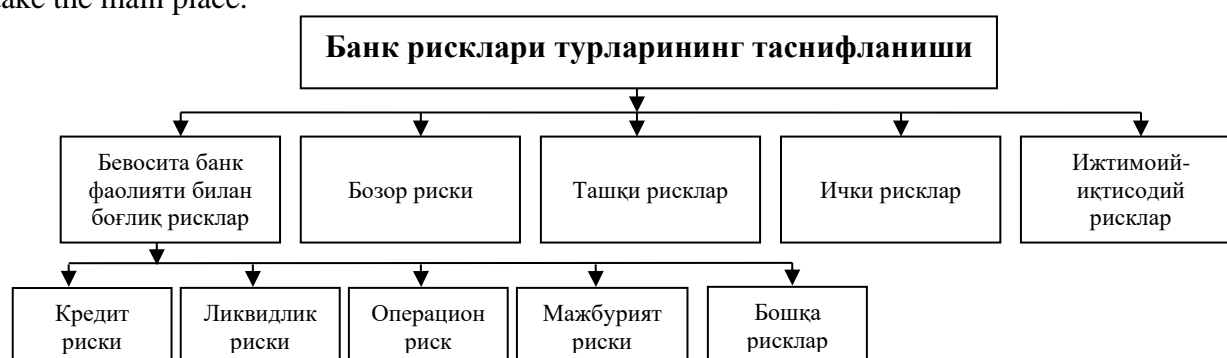 take the main place.
Банк рисклари турларининг таснифланиши
Бевосита банк
фаолияти билан
боғлиқ рисклар
Бозор риски
Ташқи рисклар
Ички рисклар
Ижтимоий-
иқтисодий
рисклар
Кредит
риски
Ликвидлик
риски
Операцион
риск
Мажбурият
риски
Бошқа
рисклар